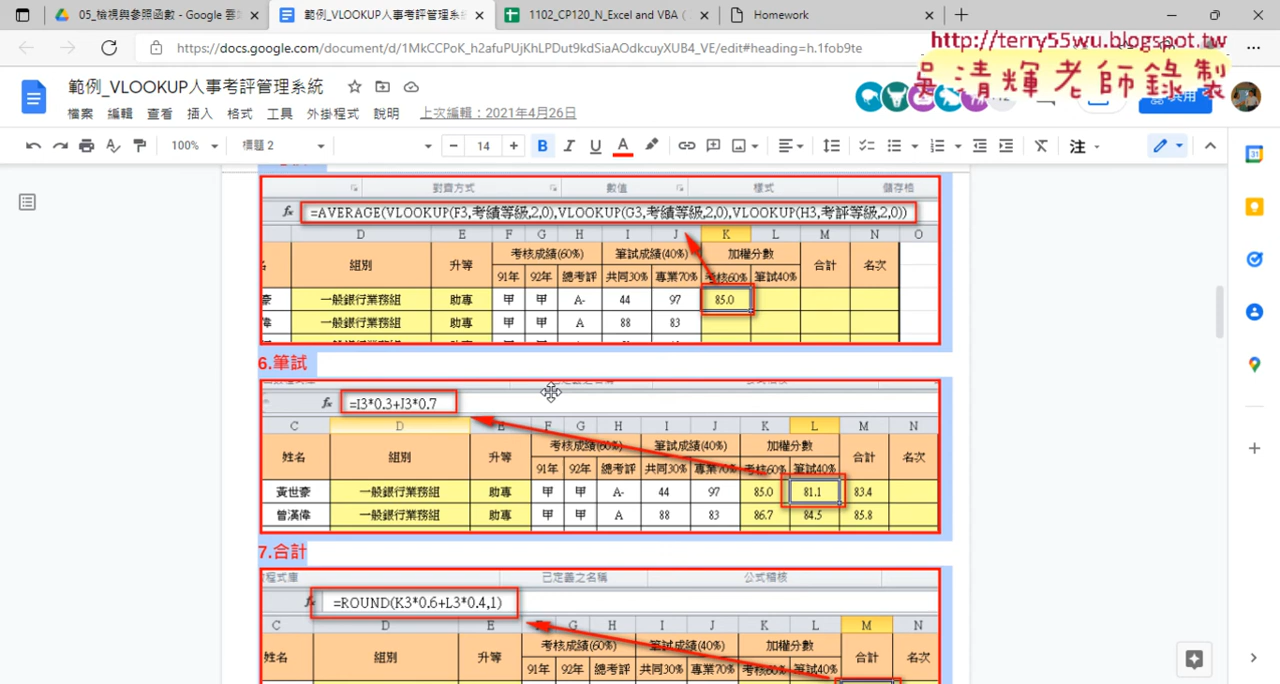 05_檢視與參照函數 - Google 雲
範例_VLOOKUP人事考評管理系統
1102_CP120_N_Excel and VBA (
Homework
https://docs.google.com/document/d/1MkCCPoK_h2afuPUjKhLPDut9kdSiaAOdkcuyXUB4_VE/edit#heading=h.1fob9te
http://terry55wu.blogspot.tw
吳清輝老師錄製
範例_VLOOKUP人事考評管理系統
檔案 編輯 查看 插入 格式 工具 外掛程式 說明 上次編輯:2021年4月26日
共用
100% 標題 2 14 B I U A 注
對齊方式 數值 樣式 儲存格
fx =AVERAGE(VLOOKUP(F3,考績等級,2,0),VLOOKUP(G3,考績等級,2,0),VLOOKUP(H3,考評等級,2,0))
D E F G H I J K L M N O
組別 升等 考核成績(60%) 筆試成績(40%) 加權分數 合計 名次
91年 92年 總考評 共同30% 專業70% 考核60% 筆試40%
豪 一般銀行業務組 助專 甲 甲 A- 44 97 85.0
偉 一般銀行業務組 助專 甲 甲 A 88 83
6.筆試
fx =I3*0.3+J3*0.7
C D E F G H I J K L M N
姓名 組別 升等 考核成績(60%) 筆試成績(40%) 加權分數 合計 名次
91年 92年 總考評 共同30% 專業70% 考核60% 筆試40%
黃世豪 一般銀行業務組 助專 甲 甲 A- 44 97 85.0 81.1 83.4
曾漢偉 一般銀行業務組 助專 甲 甲 A 88 83 86.7 84.5 85.8
7.合計
程式庫 已定義之名稱 公式稽核
fx =ROUND(K3*0.6+L3*0.4,1)
C D E F G H I J K L M N
姓名 組別 升等 考核成績(60%) 筆試成績(40%) 加權分數 合計 名次
91年 92年 總考評 共同30% 專業70% 考核60% 筆試40%